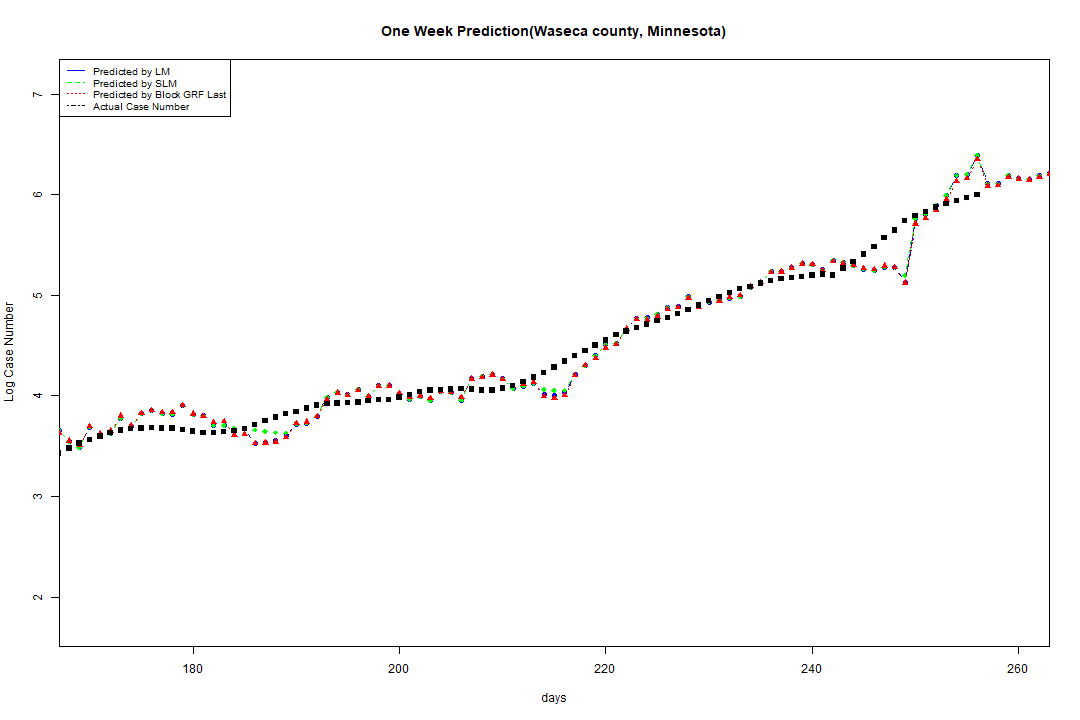 One Week Prediction(Waseca county, Minnesota)
Predicted by LM
Predicted by SLM
Predicted by Block GRF Last
Actual Case Number
7
6
5
4
3
2
Log Case Number
180 200 220 240 260
days